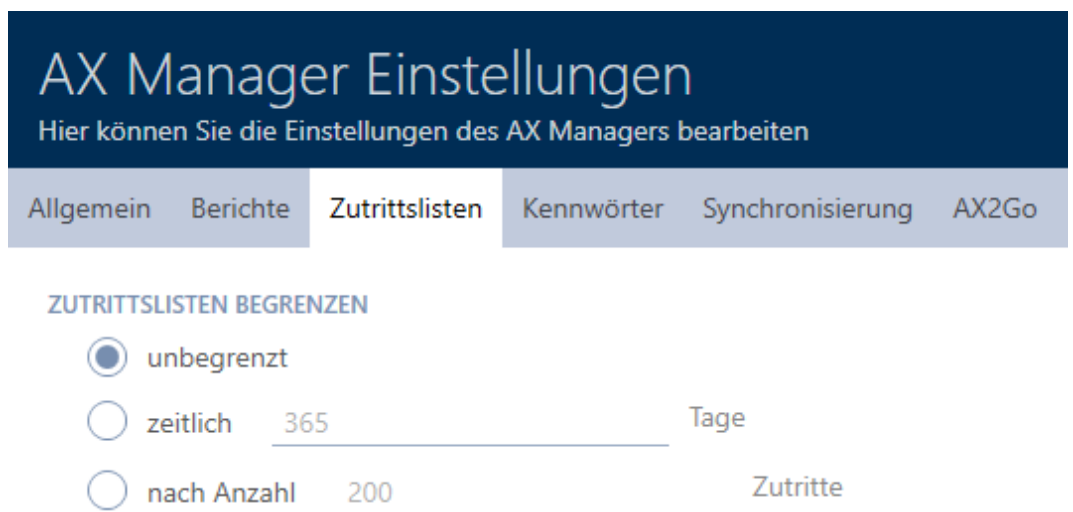 AX Manager Einstellungen
Hier können Sie die Einstellungen des AX Managers bearbeiten
Allgemein Berichte Zutrittslisten Kennwörter Synchronisierung AX2Go
ZUTRITTSLISTEN BEGRENZEN
unbegrenzt
zeitlich 365 Tage
nach Anzahl 200 Zutritte